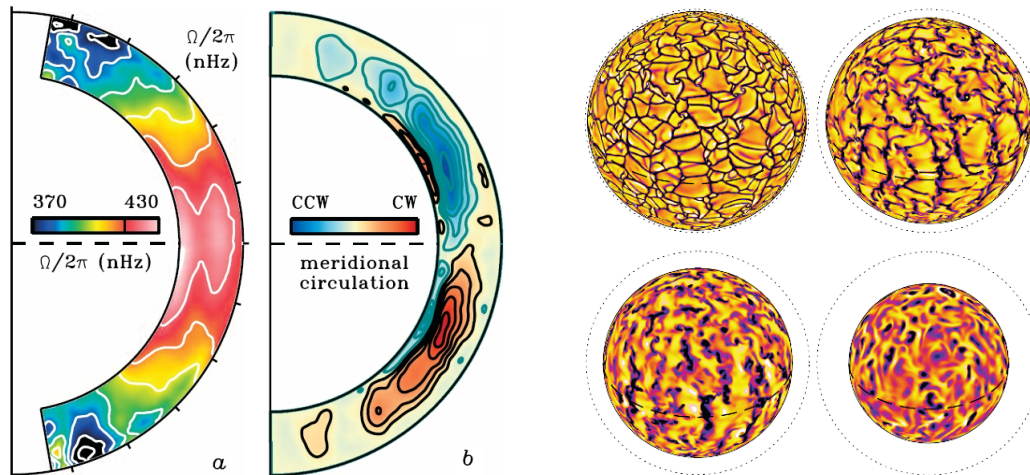 Ω/2π
(nHz)
370 430
Ω/2π (nHz)
a
CCW CW
meridional
circulation
b